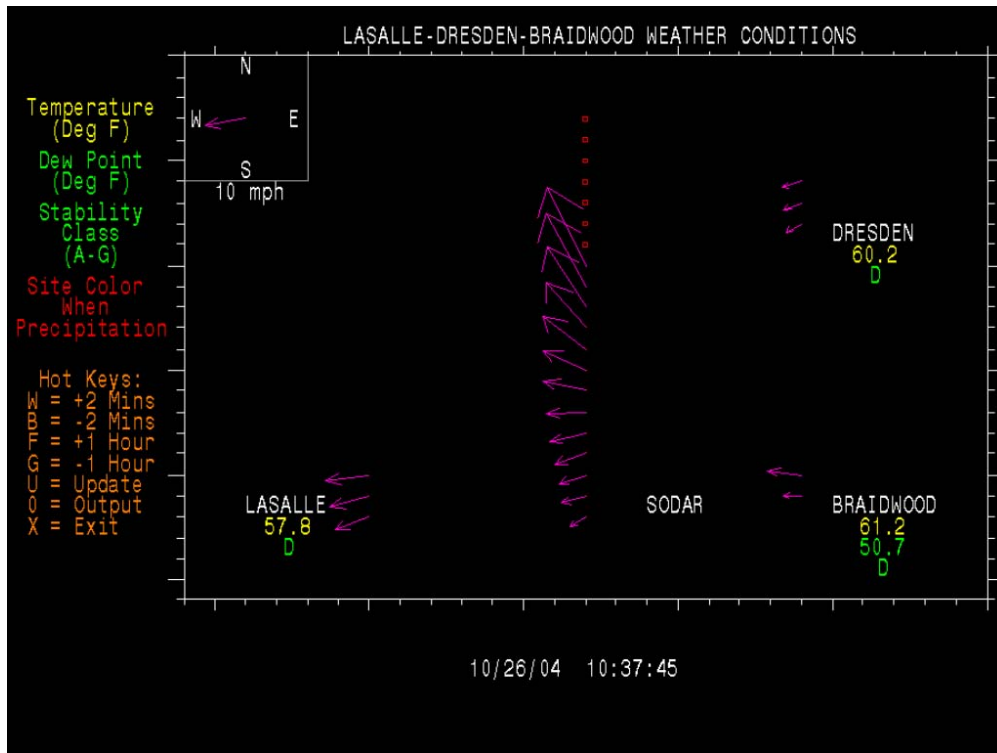 LASALLE-DRESDEN-BRAIDWOOD WEATHER CONDITIONS
N
W E
S
10 mph
Temperature
(Deg F)
Dew Point
(Deg F)
Stability
Class
(A-G)
Site Color
When
Precipitation
Hot Keys:
W = +2 Mins
B = -2 Mins
F = +1 Hour
G = -1 Hour
U = Update
O = Output
X = Exit
DRESDEN
60.2
D
LASALLE
57.8
D
SODAR
BRAIDWOOD
61.2
50.7
D
10/26/04 10:37:45